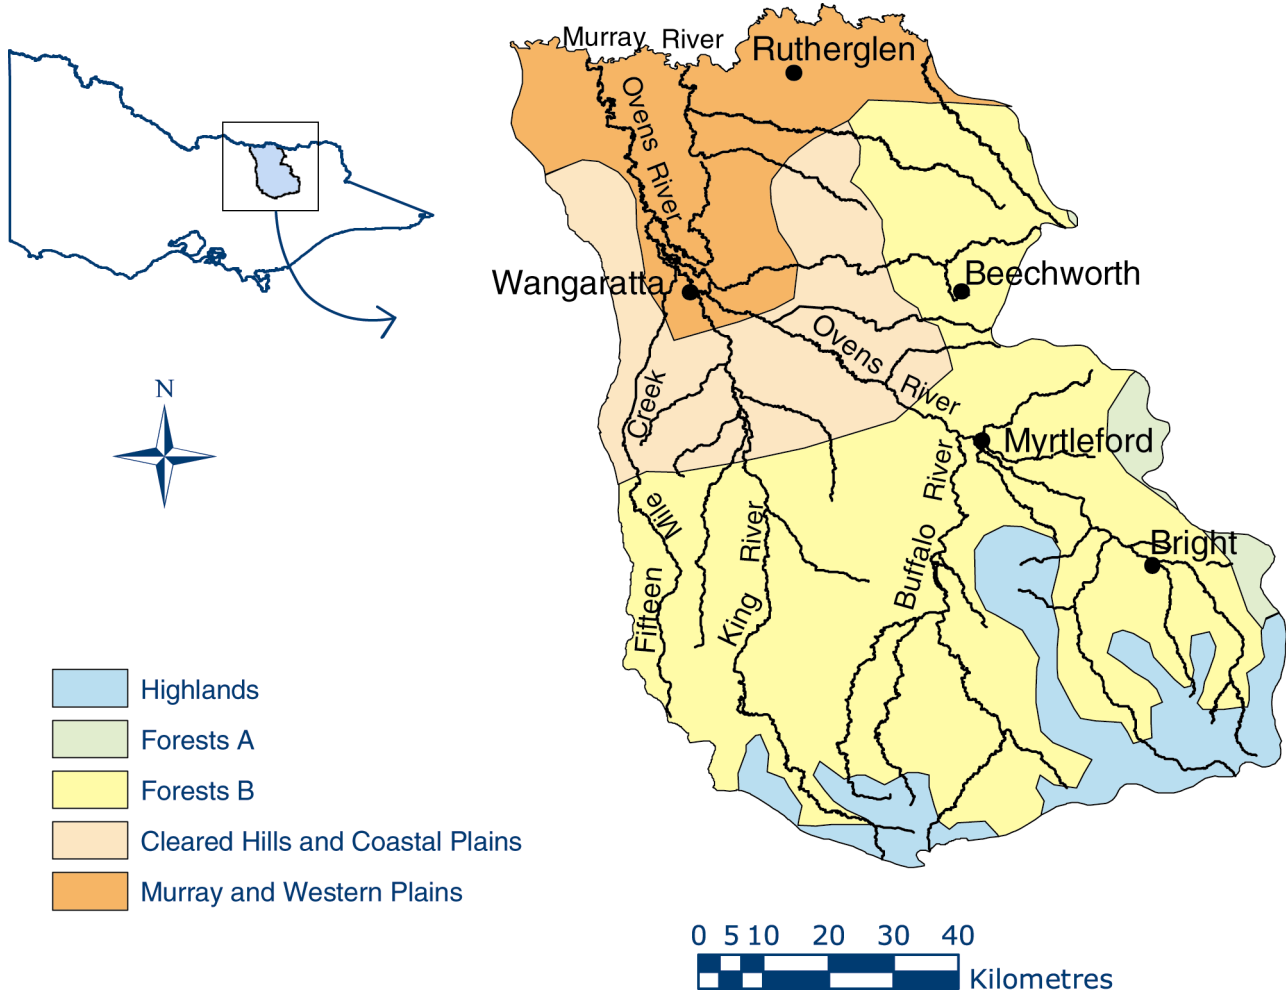 Murray River
Rutherglen
Ovens River
Wangaratta
Beechworth
Ovens River
Creek
Myrtleford
Mile
River
Buffalo River
Bright
Fifteen
King
N
Highlands
Forests A
Forests B
Cleared Hills and Coastal Plains
Murray and Western Plains
0 5 10 20 30 40
Kilometres